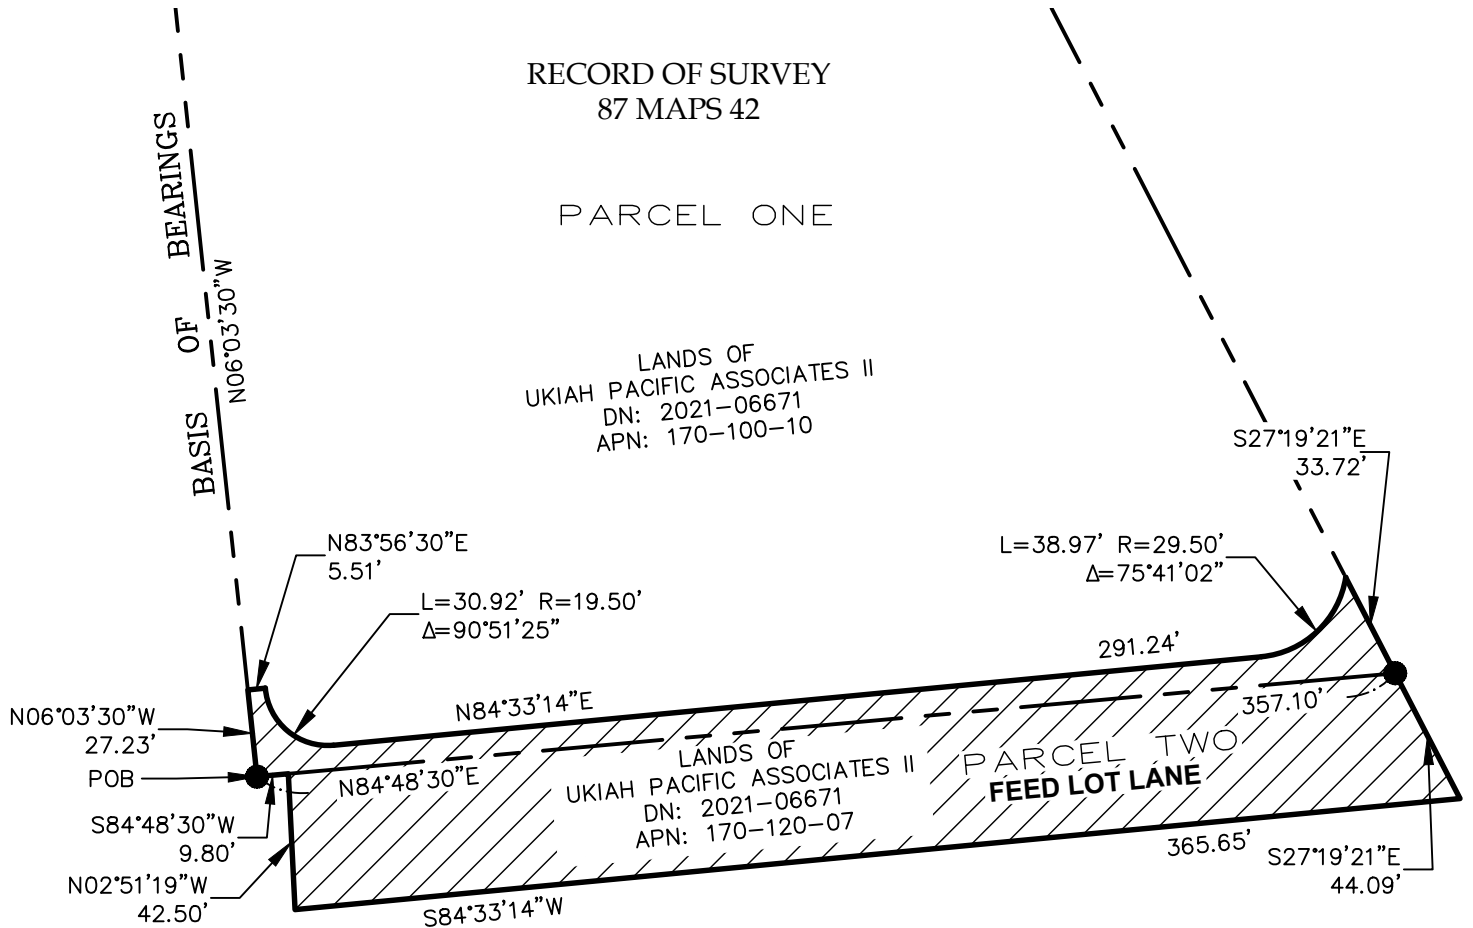 RECORD OF SURVEY
87 MAPS 42
BASIS OF BEARINGS
N06°03'30"W
PARCEL ONE
LANDS OF
UKIAH PACIFIC ASSOCIATES II
DN: 2021-06671
APN: 170-100-10
S27°19'21"E
33.72'
N83°56'30"E
5.51'
L=38.97' R=29.50'
Δ=75°41'02"
L=30.92' R=19.50'
Δ=90°51'25"
291.24'
N84°33'14"E
N06°03'30"W
27.23'
357.10'
POB
N84°48'30"E
LANDS OF
UKIAH PACIFIC ASSOCIATES II
DN: 2021-06671
APN: 170-120-07
PARCEL TWO
FEED LOT LANE
S84°48'30"W
9.80'
365.65'
S27°19'21"E
44.09'
N02°51'19"W
42.50'
S84°33'14"W